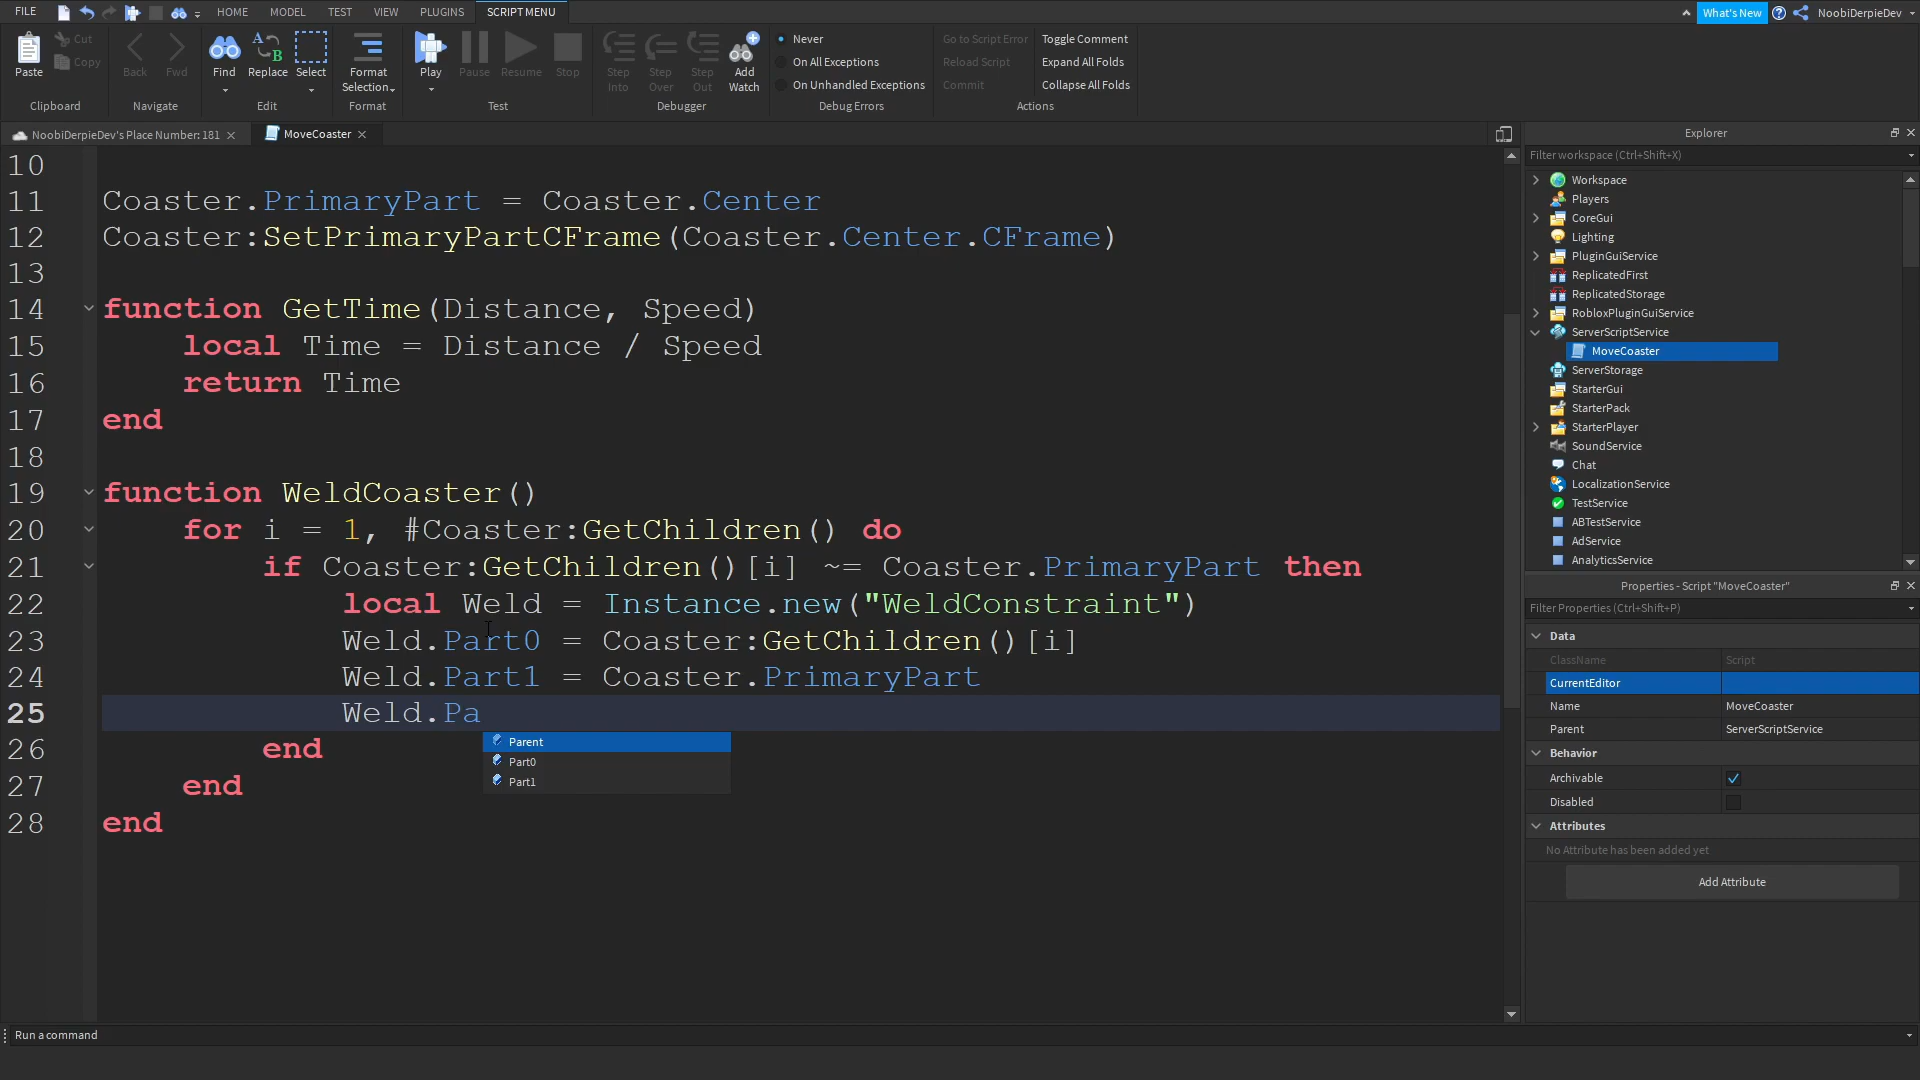 FILE HOME MODEL TEST VIEW PLUGINS SCRIPT MENU What's New NoobiDerpieDev
Paste Cut Copy Back Fwd Find Replace Select Format Selection Play Pause Resume Stop Step Into Step Over Step Out Add Watch
Never
On All Exceptions
On Unhandled Exceptions
Go to Script Error
Reload Script
Commit
Toggle Comment
Expand All Folds
Collapse All Folds
Clipboard Navigate Edit Format Test Debugger Debug Errors Actions
NoobiDerpieDev's Place Number: 181 MoveCoaster
10
11 Coaster.PrimaryPart = Coaster.Center
12 Coaster:SetPrimaryPartCFrame(Coaster.Center.CFrame)
13
14 function GetTime(Distance, Speed)
15 local Time = Distance / Speed
16 return Time
17 end
18
19 function WeldCoaster()
20 for i = 1, #Coaster:GetChildren() do
21 if Coaster:GetChildren()[i] ~= Coaster.PrimaryPart then
22 local Weld = Instance.new("WeldConstraint")
23 Weld.Part0 = Coaster:GetChildren()[i]
24 Weld.Part1 = Coaster.PrimaryPart
25 Weld.Pa
Parent
Part0
Part1
26 end
27 end
28 end
Run a command
Explorer
Filter workspace (Ctrl+Shift+X)
Workspace
Players
CoreGui
Lighting
PluginGuiService
ReplicatedFirst
ReplicatedStorage
RobloxPluginGuiService
ServerScriptService
MoveCoaster
ServerStorage
StarterGui
StarterPack
StarterPlayer
SoundService
Chat
LocalizationService
TestService
ABTestService
AdService
AnalyticsService
Properties - Script "MoveCoaster"
Filter Properties (Ctrl+Shift+P)
Data
ClassName Script
CurrentEditor
Name MoveCoaster
Parent ServerScriptService
Behavior
Archivable
Disabled
Attributes
No Attribute has been added yet
Add Attribute